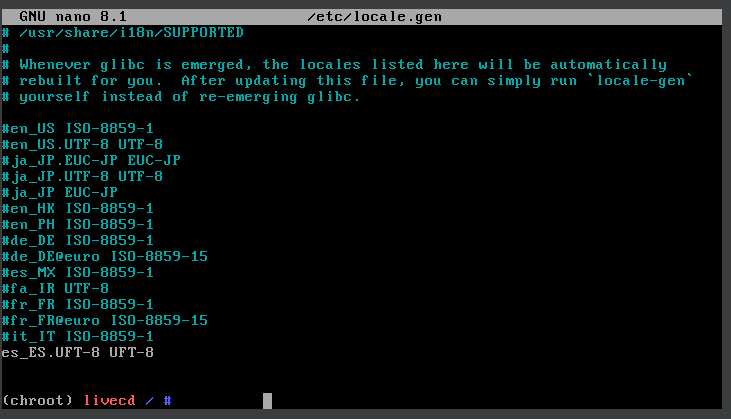 GNU nano 8.1 /etc/locale.gen
# /usr/share/i18n/SUPPORTED
#
# Whenever glibc is emerged, the locales listed here will be automatically
# rebuilt for you.  After updating this file, you can simply run `locale-gen`
# yourself instead of re-emerging glibc.
#en_US ISO-8859-1
#en_US.UTF-8 UTF-8
#ja_JP.EUC-JP EUC-JP
#ja_JP.UTF-8 UTF-8
#ja_JP EUC-JP
#en_HK ISO-8859-1
#en_PH ISO-8859-1
#de_DE ISO-8859-1
#de_DE@euro ISO-8859-15
#es_MX ISO-8859-1
#fa_IR UTF-8
#fr_FR ISO-8859-1
#fr_FR@euro ISO-8859-15
#it_IT ISO-8859-1
es_ES.UFT-8 UFT-8
(chroot) livecd / #